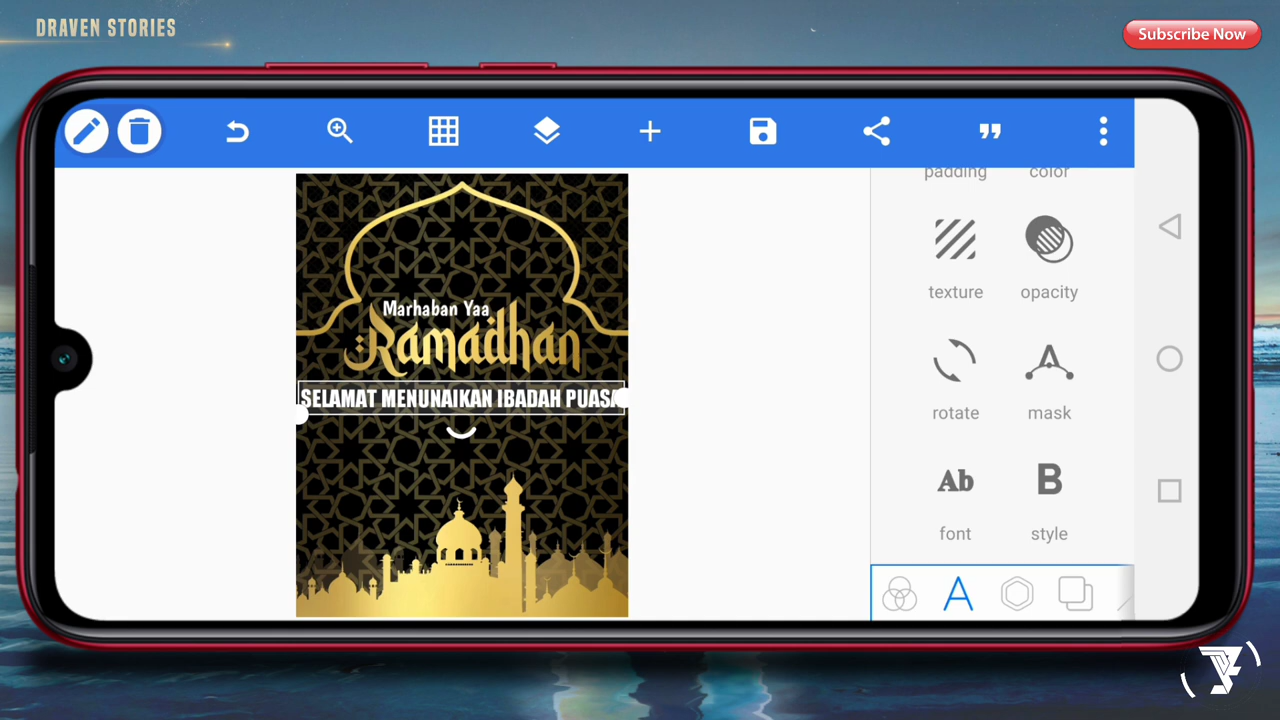 DRAVEN STORIES
Subscribe Now
padding color
texture opacity
rotate mask
Ab B
font style
A
Marhaban Yaa
Ramadhan
SELAMAT MENUNAIKAN IBADAH PUASA